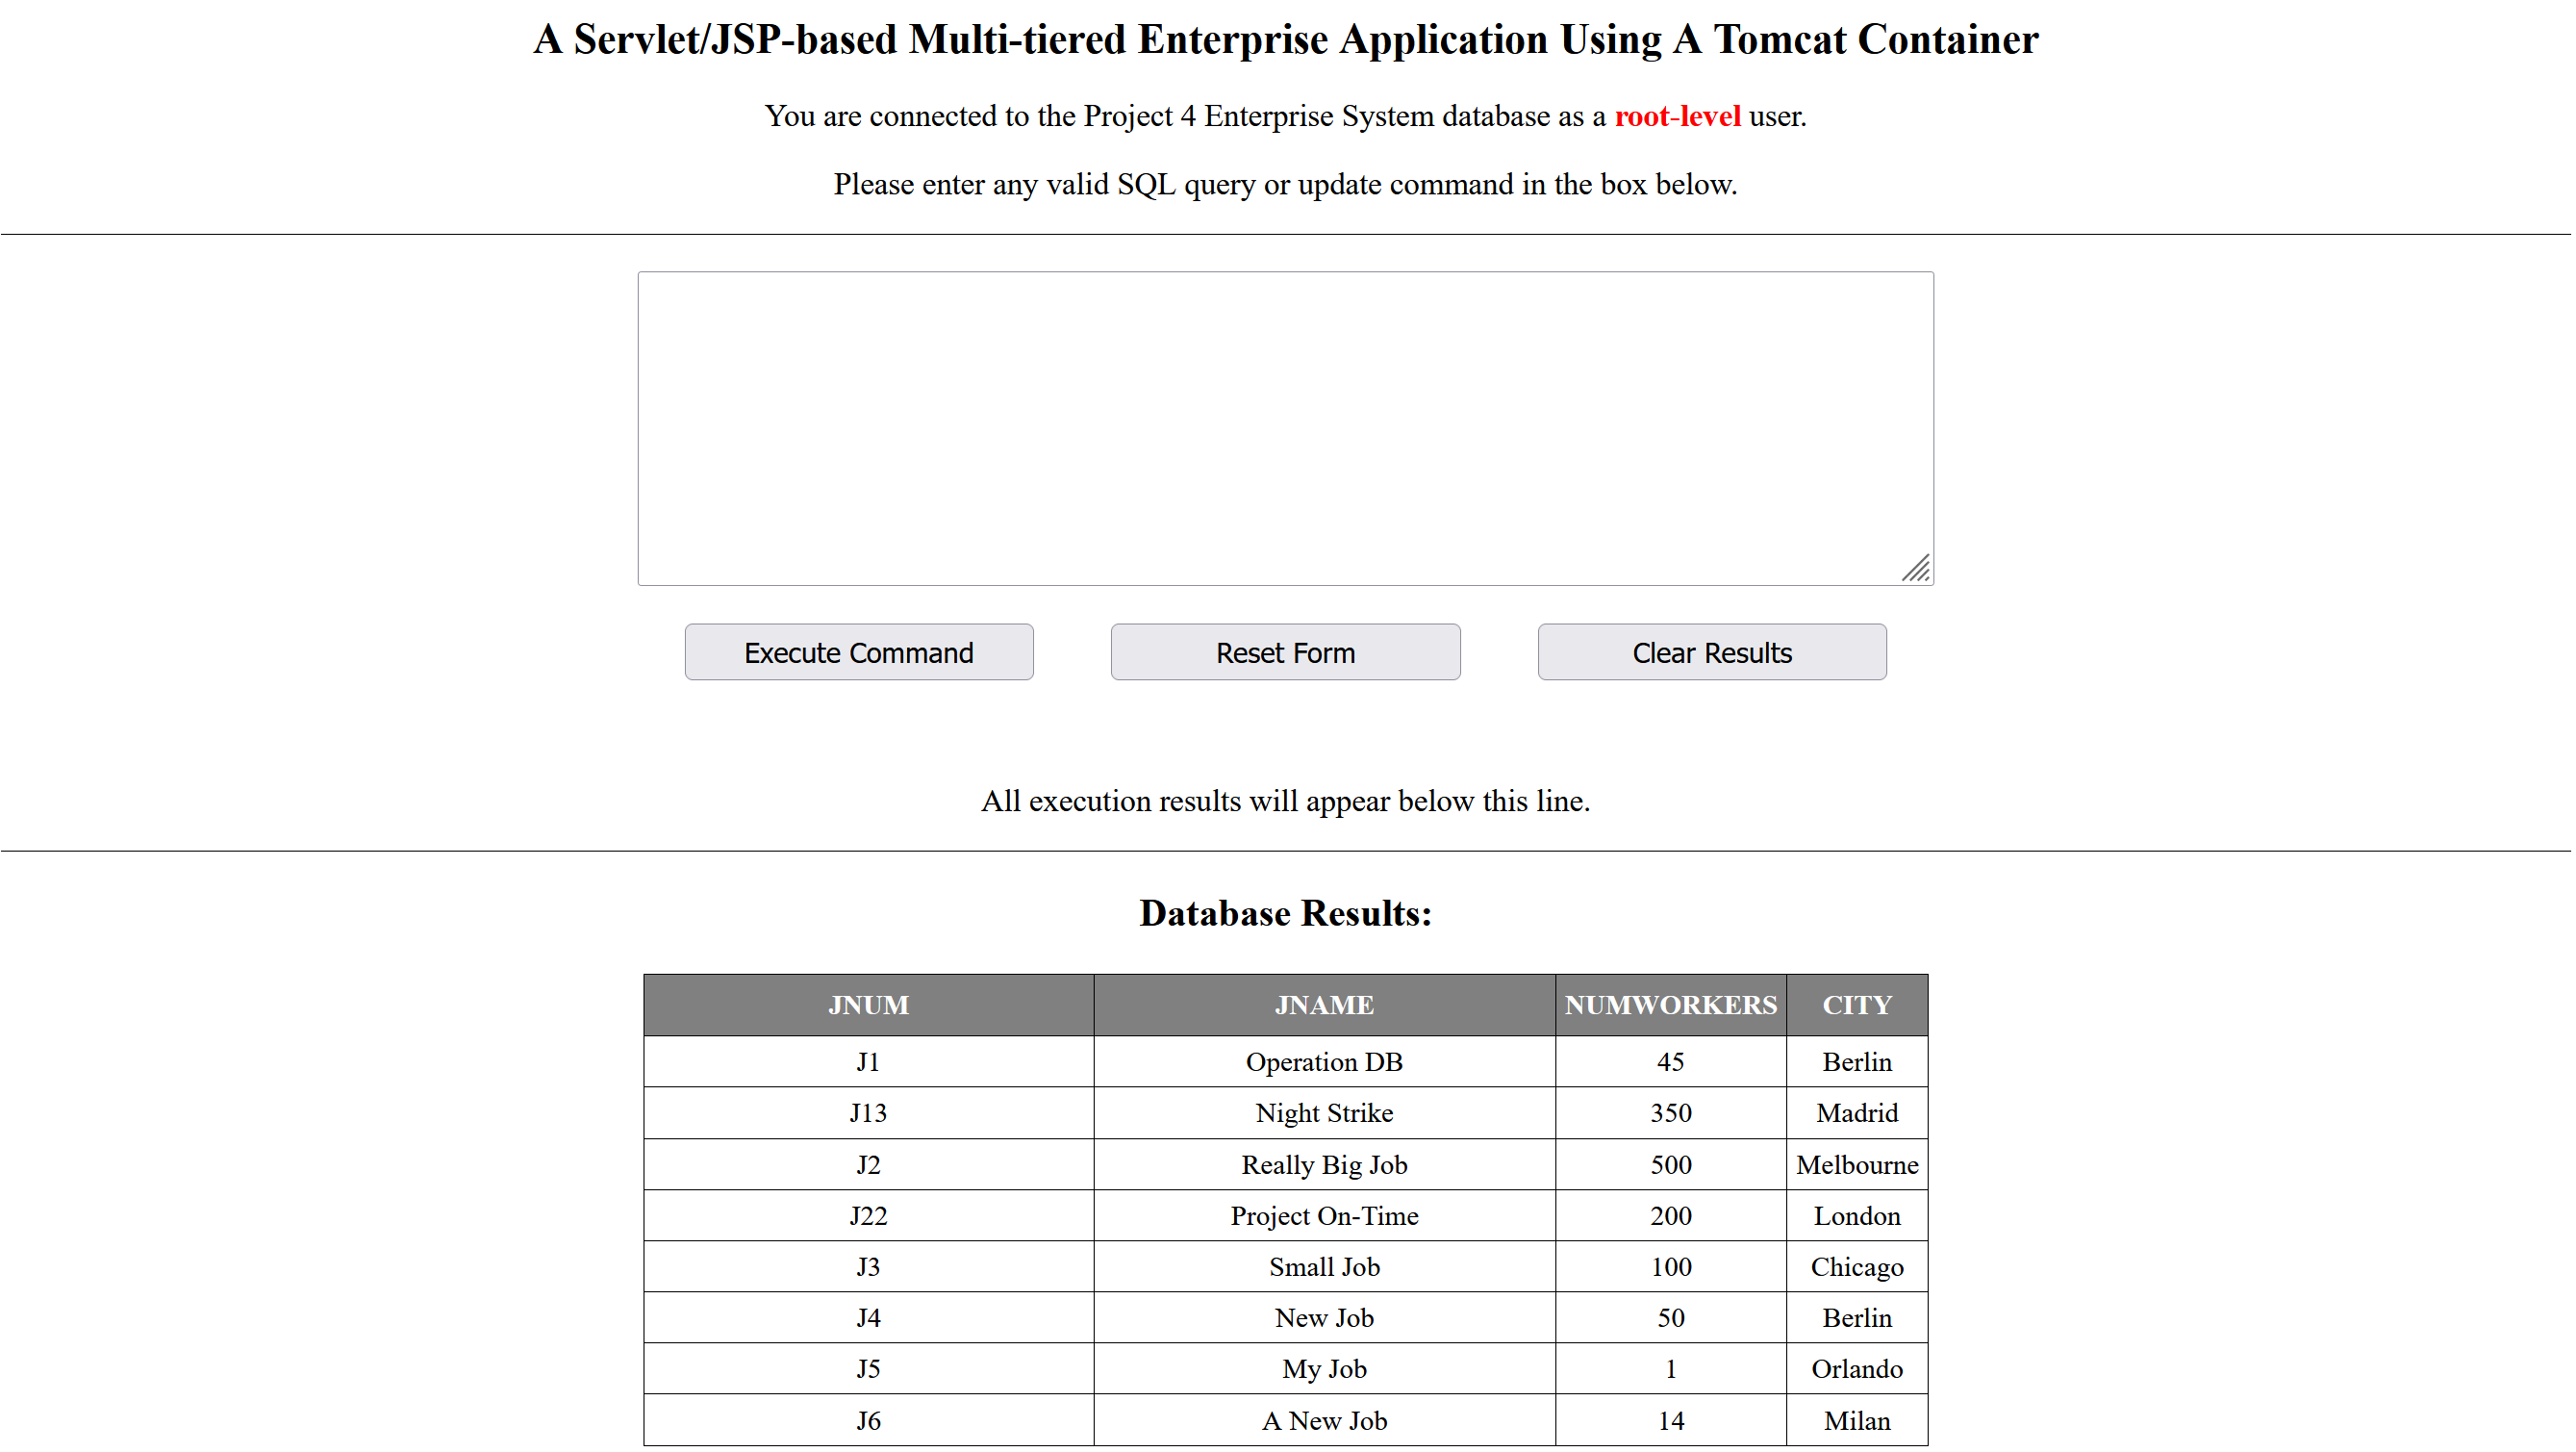 A Servlet/JSP-based Multi-tiered Enterprise Application Using A Tomcat Container
You are connected to the Project 4 Enterprise System database as a root-level user.
Please enter any valid SQL query or update command in the box below.
Execute Command Reset Form Clear Results
All execution results will appear below this line.
Database Results:
JNUM JNAME NUMWORKERS CITY
J1 Operation DB 45 Berlin
J13 Night Strike 350 Madrid
J2 Really Big Job 500 Melbourne
J22 Project On-Time 200 London
J3 Small Job 100 Chicago
J4 New Job 50 Berlin
J5 My Job 1 Orlando
J6 A New Job 14 Milan